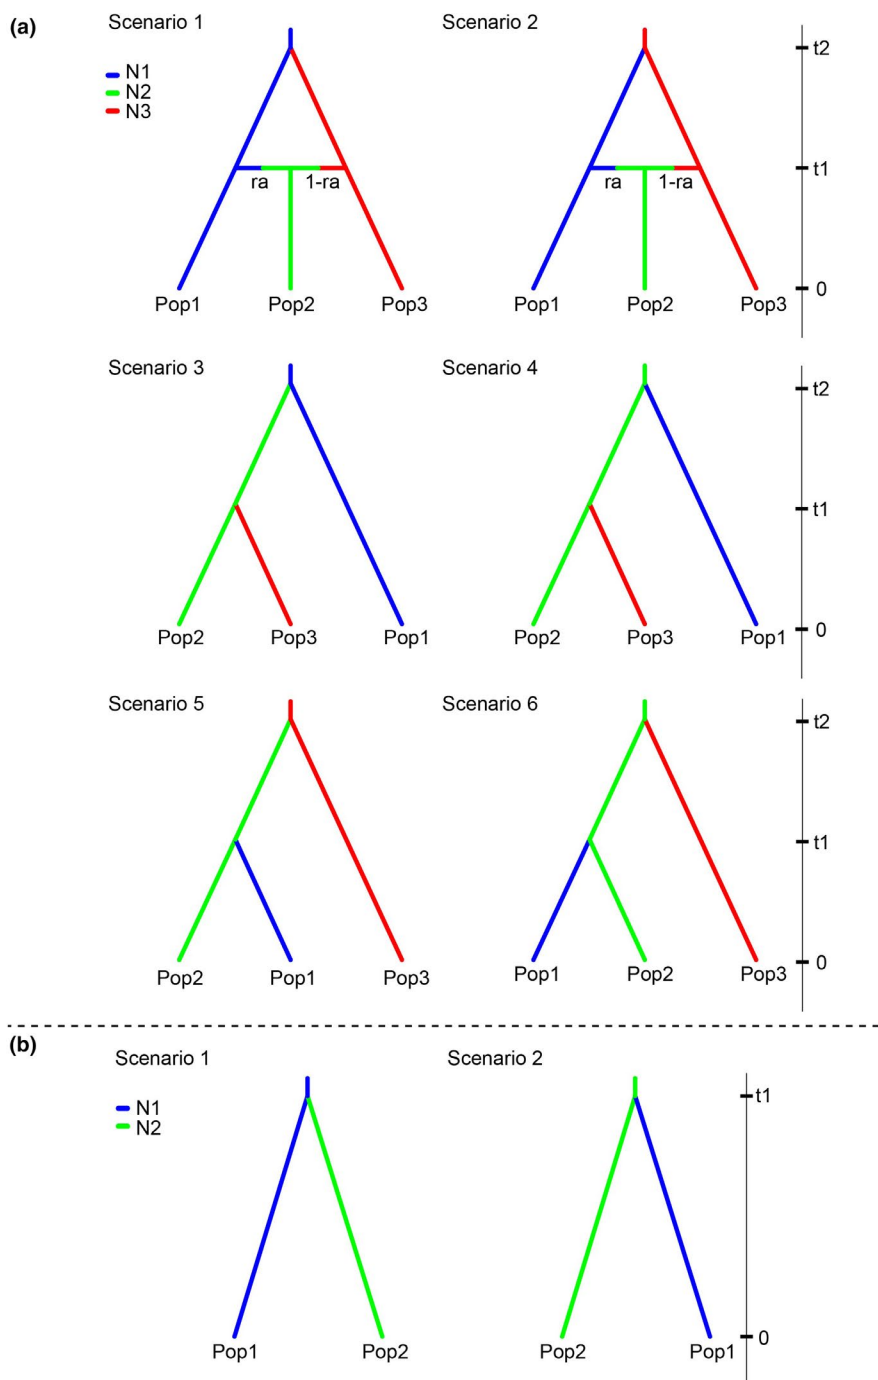 (a)
Scenario 1 Scenario 2
N1
N2
N3
t2
ra 1-ra ra 1-ra t1
Pop1 Pop2 Pop3 Pop1 Pop2 Pop3 0
Scenario 3 Scenario 4
t2
t1
Pop2 Pop3 Pop1 Pop2 Pop3 Pop1 0
Scenario 5 Scenario 6
t2
t1
Pop2 Pop1 Pop3 Pop1 Pop2 Pop3 0
(b)
Scenario 1 Scenario 2
N1
N2
t1
Pop1 Pop2 Pop2 Pop1 0